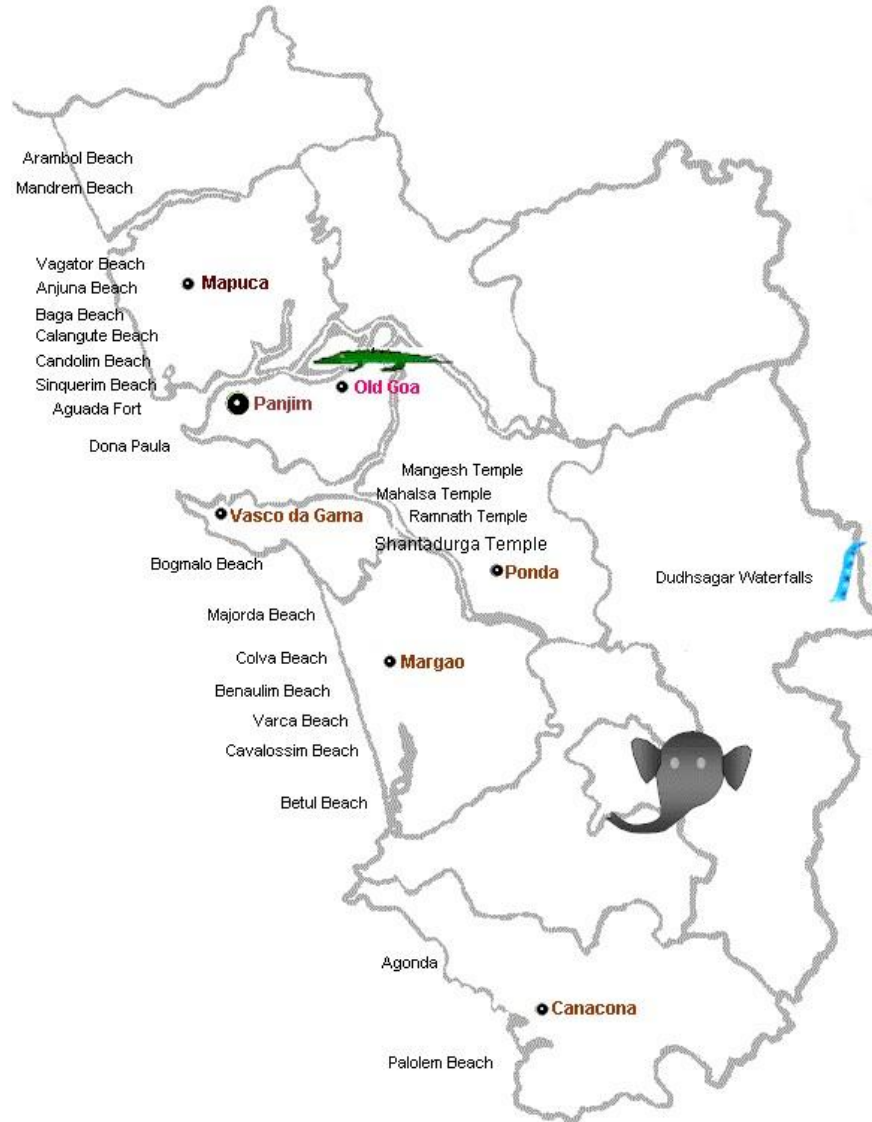 Arambol Beach
Mandrem Beach
Vagator Beach
Anjuna Beach
Mapuca
Baga Beach
Calangute Beach
Candolim Beach
Sinquerim Beach
Old Goa
Aguada Fort
Panjim
Dona Paula
Mangesh Temple
Mahalsa Temple
Vasco da Gama
Ramnath Temple
Shantadurga Temple
Bogmalo Beach
Ponda
Dudhsagar Waterfalls
Majorda Beach
Colva Beach
Margao
Benaulim Beach
Varca Beach
Cavalossim Beach
Betul Beach
Agonda
Canacona
Palolem Beach